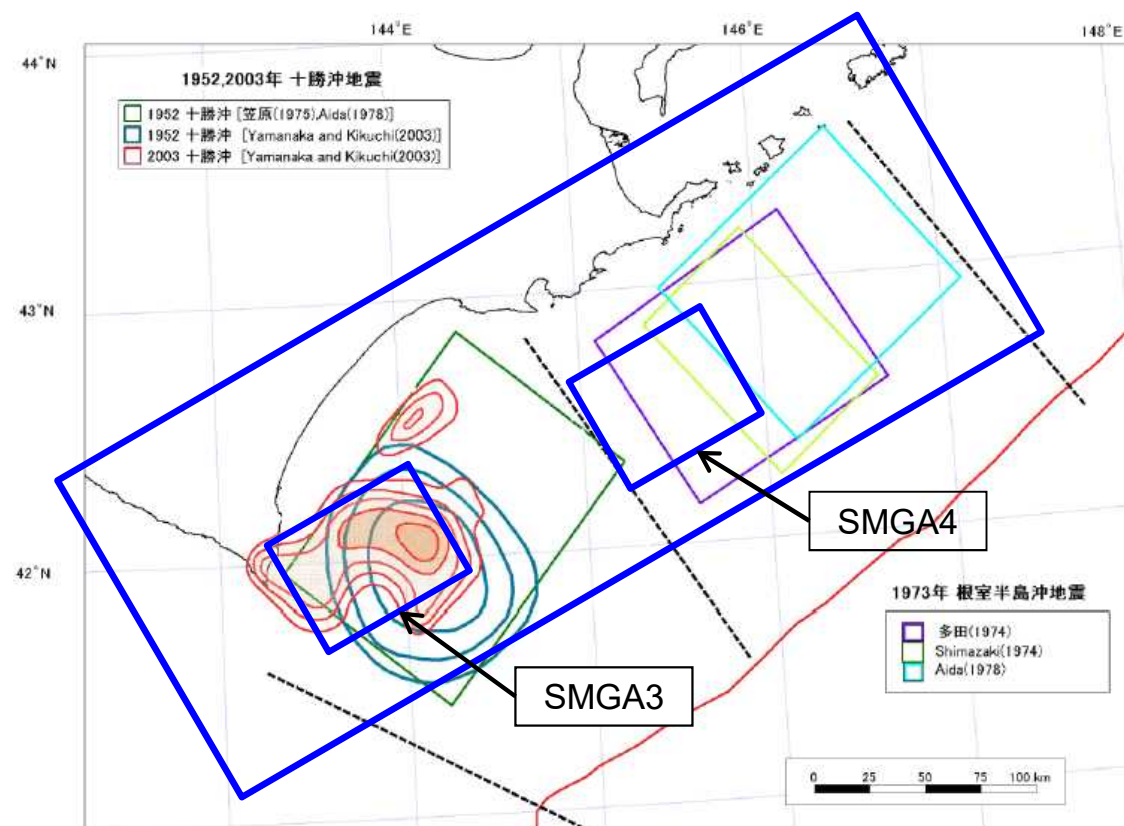 144°E
146°E
148°E
44°N
1952,2003年 十勝沖地震
1952 十勝沖 [笠原(1975),Aida(1978)]
1952 十勝沖 [Yamanaka and Kikuchi(2003)]
2003 十勝沖 [Yamanaka and Kikuchi(2003)]
43°N
SMGA4
42°N
1973年 根室半島沖地震
多田(1974)
Shimazaki(1974)
Aida(1978)
SMGA3
0 25 50 75 100 km